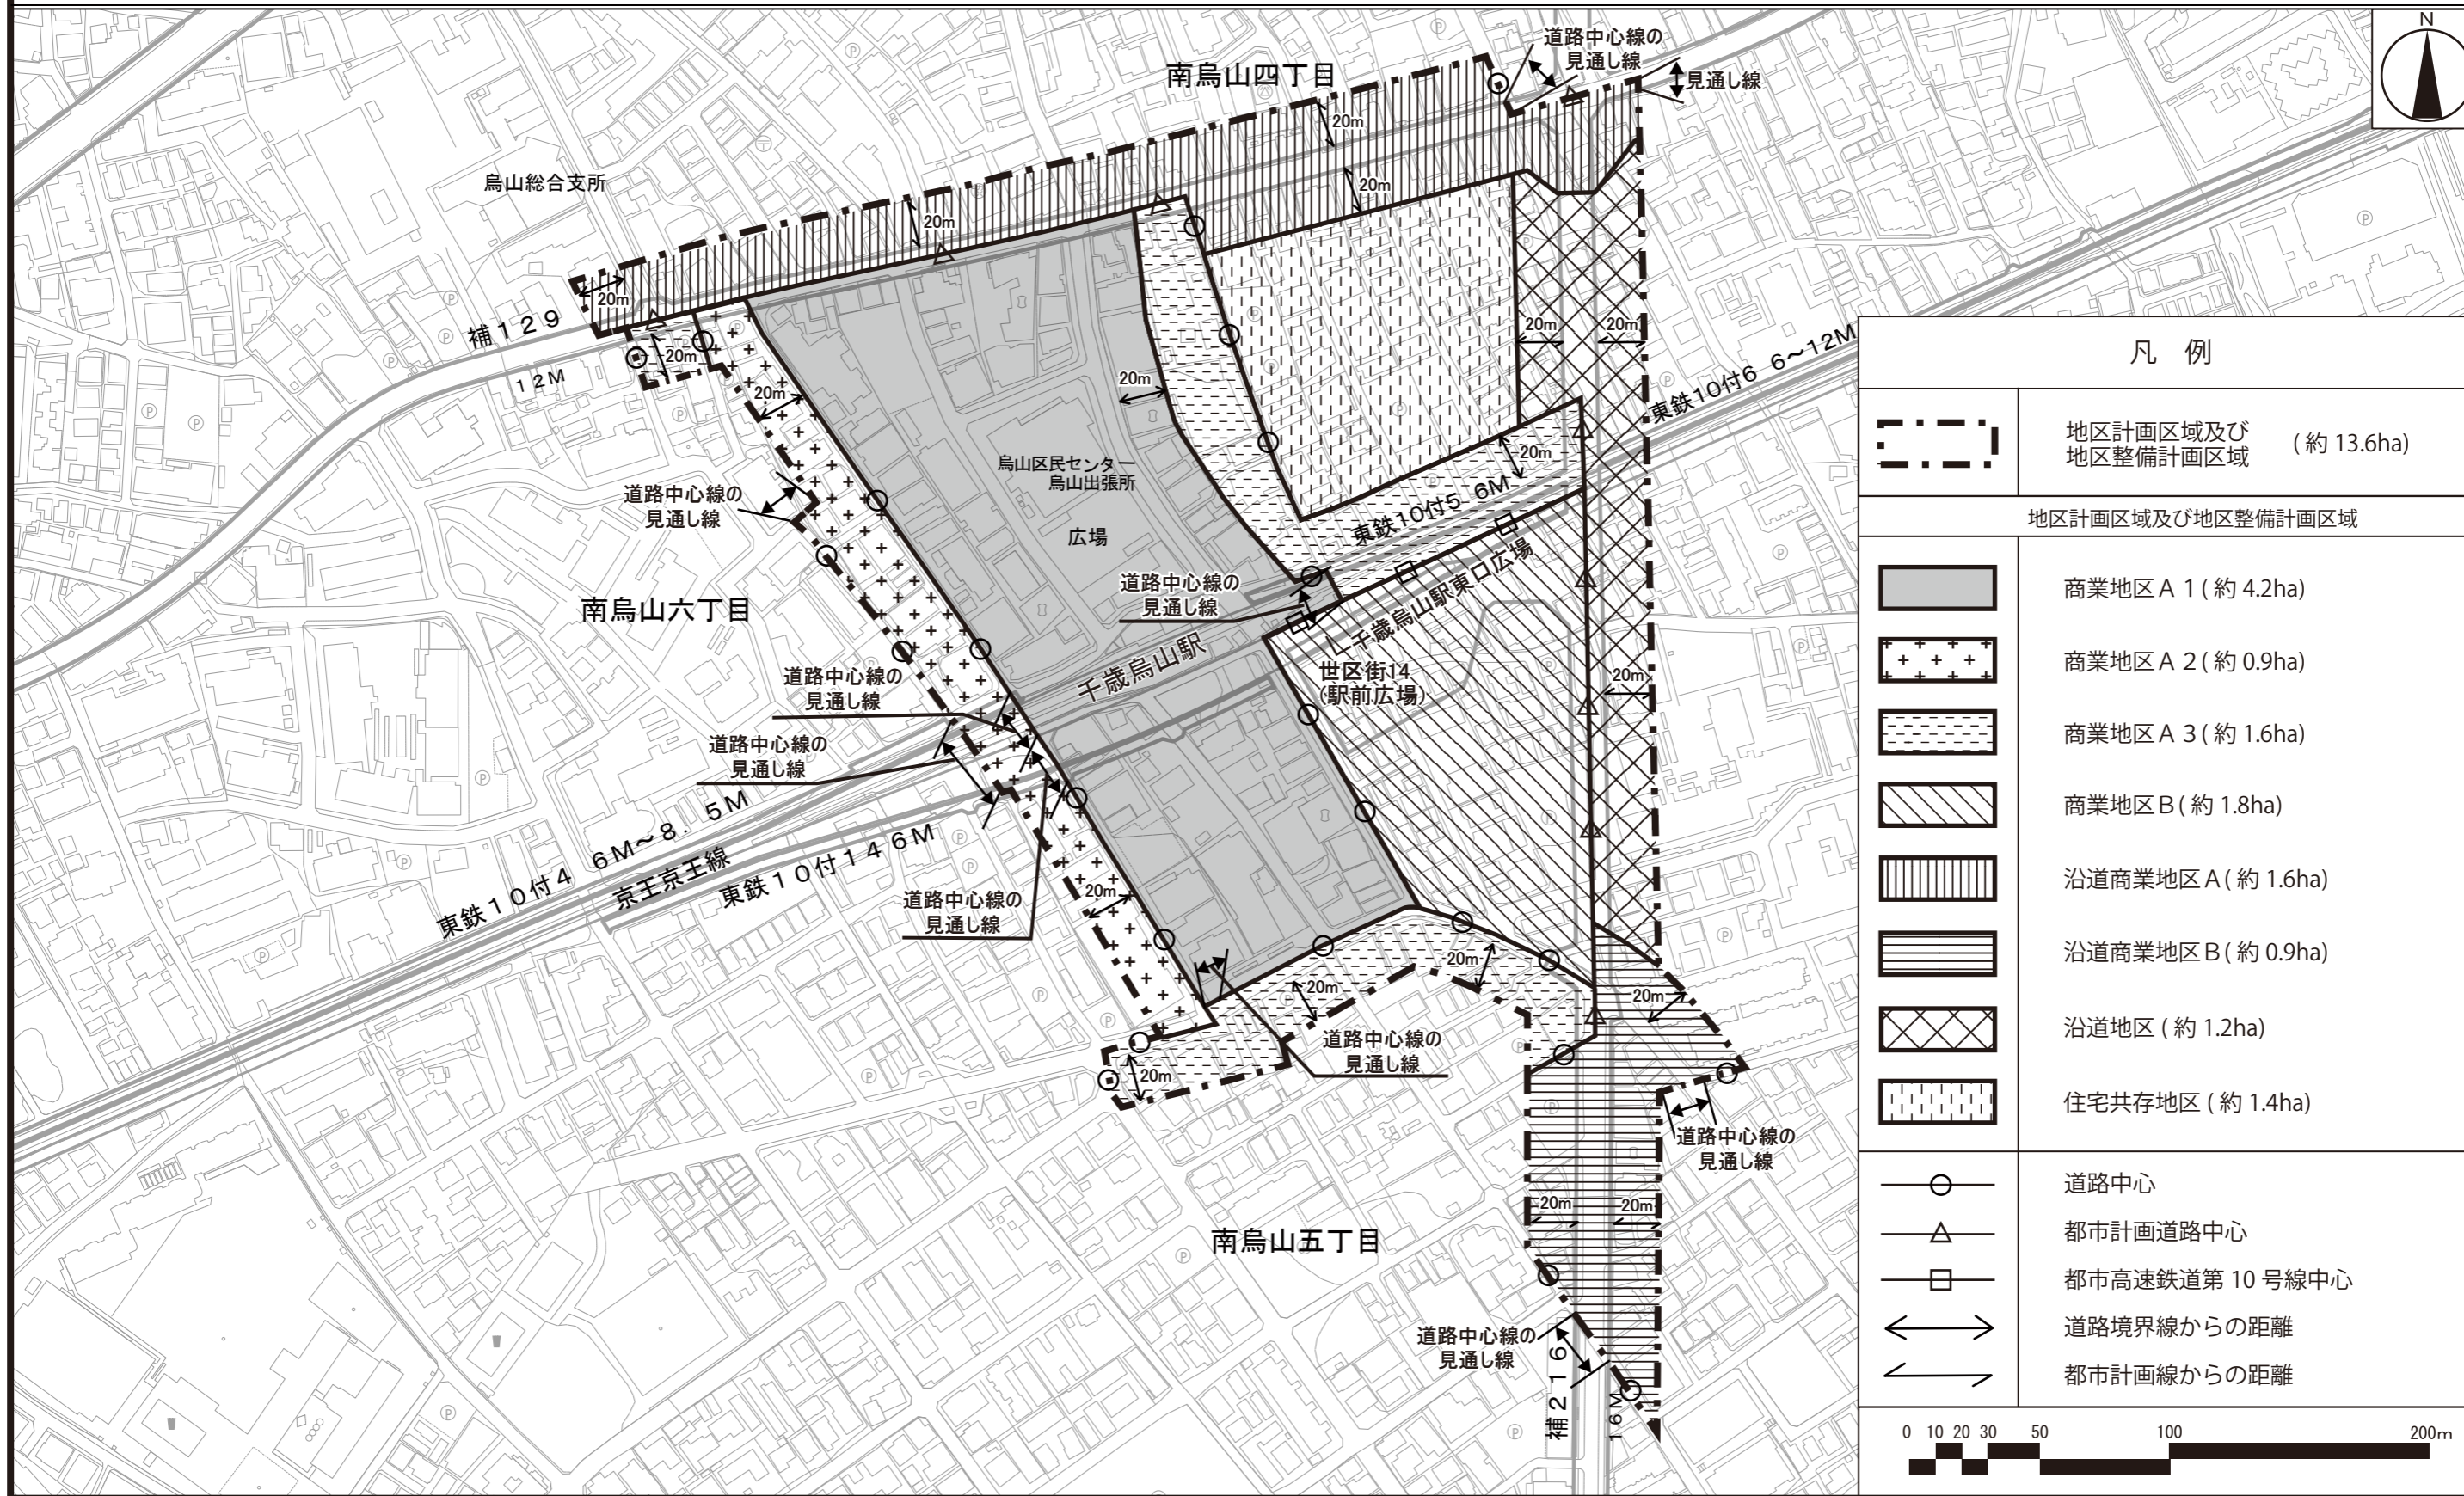 道路中心線の
見通し線
見通し線
N
南烏山四丁目
20m
烏山総合支所
20m
20m
20m
補129
12M
20m
20m
20m
20m
20m
東鉄10付6 6～12M
20m
東鉄10付5 6M
烏山区民センター
烏山出張所
広場
道路中心線の
見通し線
南烏山六丁目
道路中心線の
見通し線
千歳烏山駅東口広場
千歳烏山駅
世区街14
(駅前広場)
20m
道路中心線の
見通し線
道路中心線の
見通し線
東鉄10付4 6M～8.5M
京王京王線
東鉄10付14 6M
20m
道路中心線の
見通し線
20m
20m
20m
道路中心線の
見通し線
20m
道路中心線の
見通し線
20m
20m
南烏山五丁目
道路中心線の
見通し線
補216
16M
凡 例
地区計画区域及び
地区整備計画区域
(約 13.6ha)
地区計画区域及び地区整備計画区域
商業地区A 1 (約 4.2ha)
商業地区A 2 (約 0.9ha)
商業地区A 3 (約 1.6ha)
商業地区B (約 1.8ha)
沿道商業地区A (約 1.6ha)
沿道商業地区B (約 0.9ha)
沿道地区 (約 1.2ha)
住宅共存地区 (約 1.4ha)
道路中心
都市計画道路中心
都市高速鉄道第 10 号線中心
道路境界線からの距離
都市計画線からの距離
0 10 20 30 50 100 200m